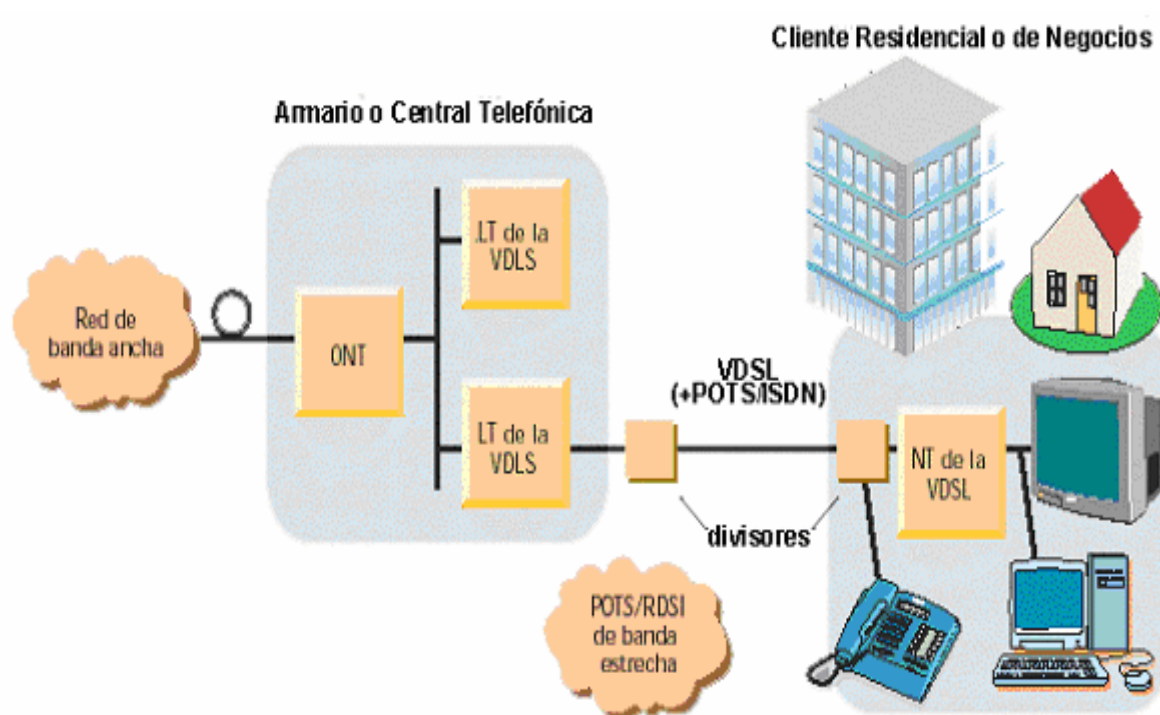 Cliente Residencial o de Negocios
Armario o Central Telefónica
LT de la
VDLS
Red de
banda ancha
ONT
LT de la
VDLS
VDSL
(+POTS/ISDN)
NT de la
VDSL
divisores
POTS/RDSI
de banda
estrecha